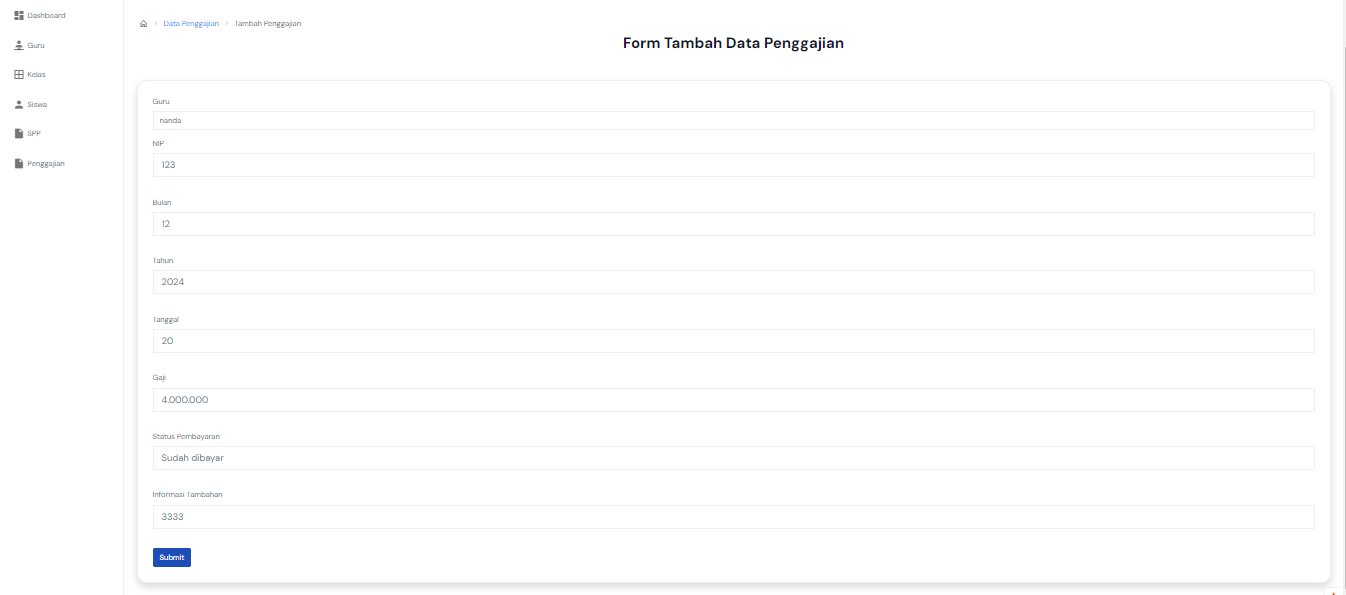 Dashboard
Guru
Kelas
Siswa
SPP
Penggajian
Data Penggajian > Tambah Penggajian
Form Tambah Data Penggajian
Guru
nanda
NIP
123
Bulan
12
Tahun
2024
Tanggal
20
Gaji
4.000.000
Status Pembayaran
Sudah dibayar
Informasi Tambahan
3333
Submit